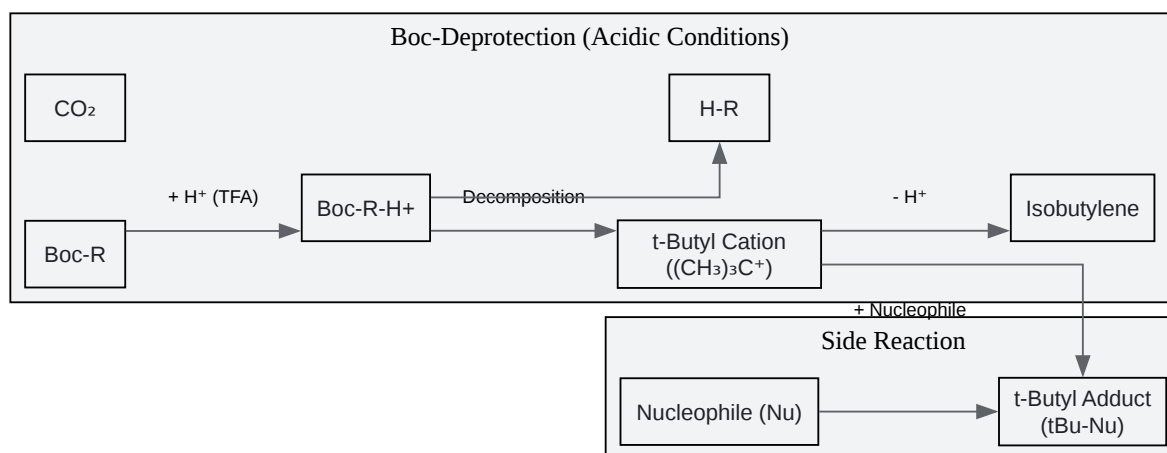 Boc-Deprotection (Acidic Conditions)
CO₂
H-R
+ H⁺ (TFA)
Boc-R-H+
Decomposition
- H⁺
Isobutylene
Boc-R
t-Butyl Cation
((CH₃)₃C⁺)
+ Nucleophile
Side Reaction
Nucleophile (Nu)
t-Butyl Adduct
(tBu-Nu)